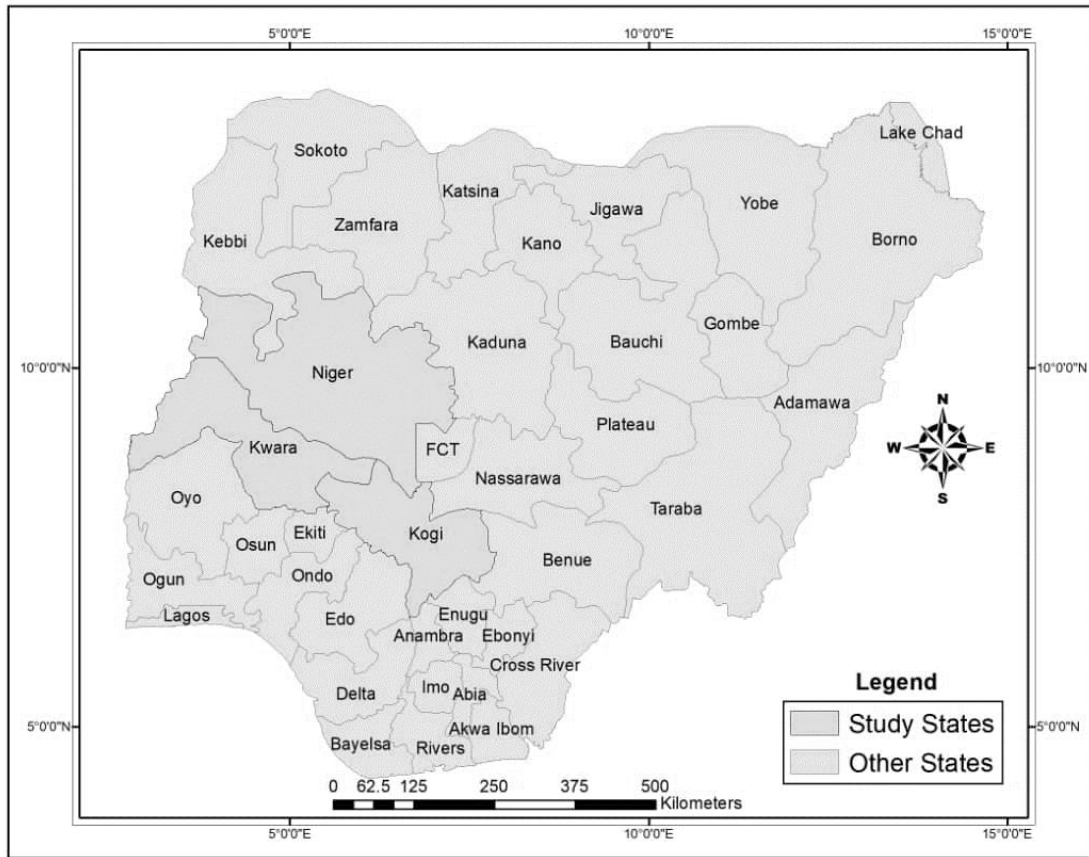 5°0'0"E 10°0'0"E 15°0'0"E
Lake Chad
Sokoto
Katsina
Yobe
Jigawa
Zamfara
Kebbi
Kano
Borno
Gombe
Kaduna
Bauchi
10°0'0"N
Niger
10°0'0"N
Adamawa
Plateau
N
W E
S
FCT
Kwara
Nassarawa
Oyo
Taraba
Kogi
Ekiti
Osun
Benue
Ogun
Ondo
Lagos
Edo
Enugu
Anambra
Ebonyi
Cross River
Imo
Abia
Delta
Legend
Study States
Other States
5°0'0"N
5°0'0"N
Akwa Ibom
Bayelsa
Rivers
0 62.5 125 250 375 500
Kilometers
5°0'0"E 10°0'0"E 15°0'0"E